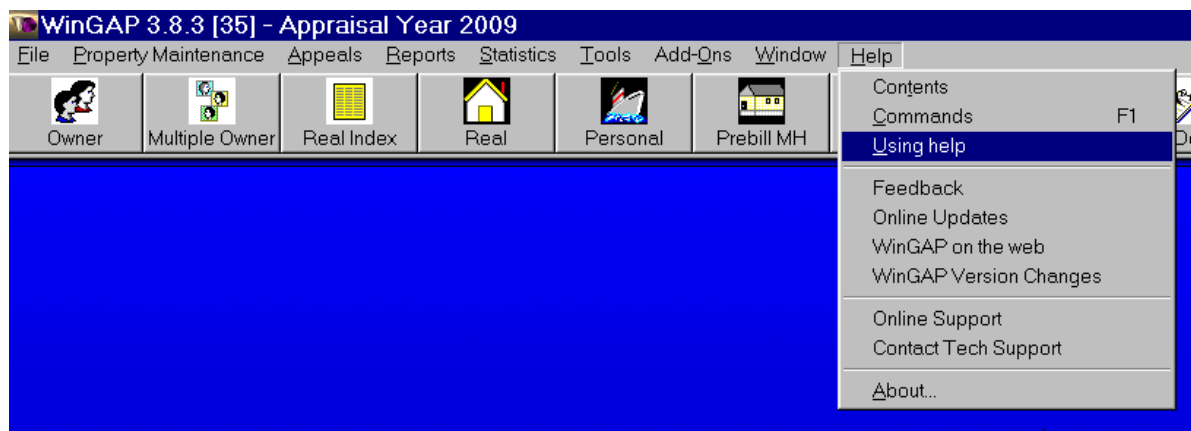 WinGAP 3.8.3 [35] - Appraisal Year 2009
File Property Maintenance Appeals Reports Statistics Tools Add-Ons Window Help
Owner Multiple Owner Real Index Real Personal Prebill MH
Contents
Commands F1
Using help
Feedback
Online Updates
WinGAP on the web
WinGAP Version Changes
Online Support
Contact Tech Support
About...